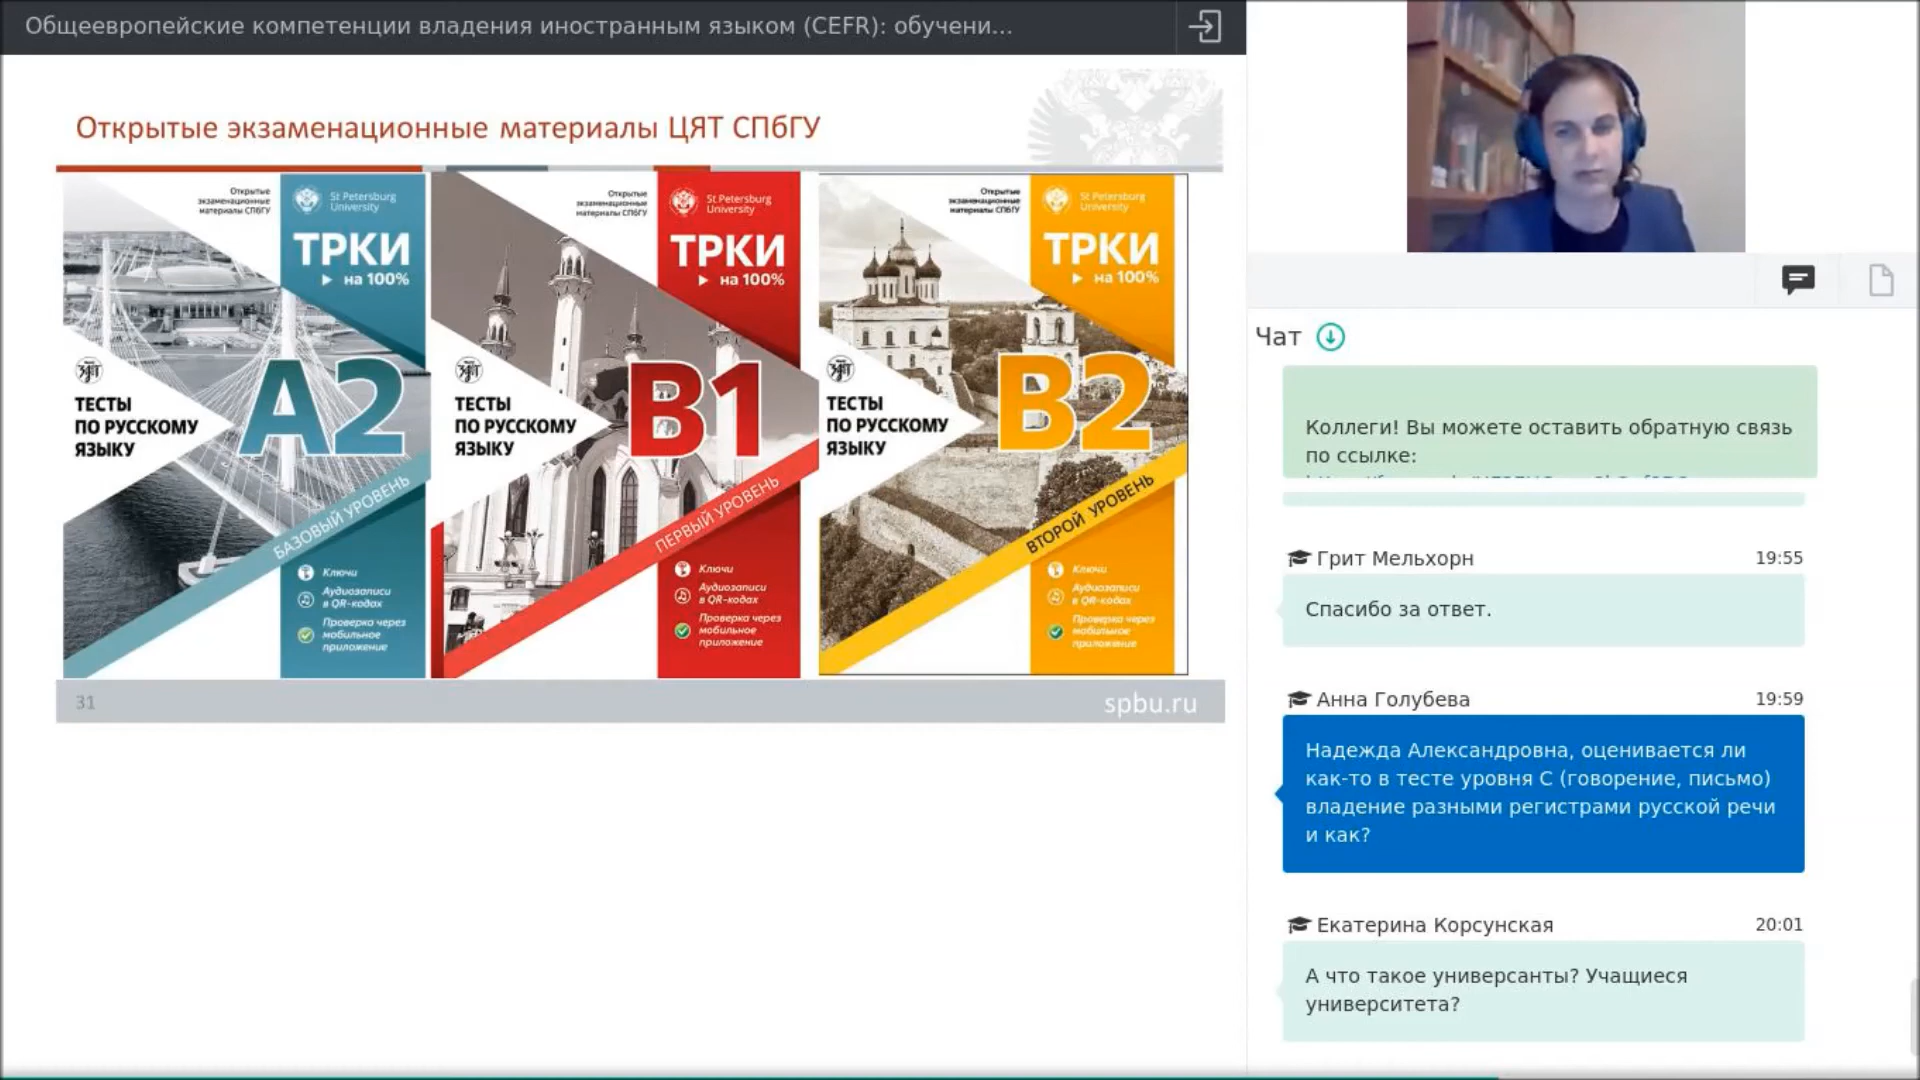 Общеевропейские компетенции владения иностранным языком (CEFR): обучени...
Открытые экзаменационные материалы ЦЯТ СПбГУ
Открытые
экзаменационные
материалы СПбГУ
St Petersburg
University
ТРКИ
на 100%
ТЕСТЫ
ПО РУССКОМУ
ЯЗЫКУ
A2
БАЗОВЫЙ УРОВЕНЬ
Ключи
Аудиозаписи
в QR-кодах
Проверка через
мобильное
приложение
Открытые
экзаменационные
материалы СПбГУ
St Petersburg
University
ТРКИ
на 100%
ТЕСТЫ
ПО РУССКОМУ
ЯЗЫКУ
B1
ПЕРВЫЙ УРОВЕНЬ
Ключи
Аудиозаписи
в QR-кодах
Проверка через
мобильное
приложение
Открытые
экзаменационные
материалы СПбГУ
St Petersburg
University
ТРКИ
на 100%
ТЕСТЫ
ПО РУССКОМУ
ЯЗЫКУ
B2
ВТОРОЙ УРОВЕНЬ
Ключи
Аудиозаписи
в QR-кодах
Проверка через
мобильное
приложение
31
spbu.ru
Чат
Коллеги! Вы можете оставить обратную связь
по ссылке:
Грит Мельхорн 19:55
Спасибо за ответ.
Анна Голубева 19:59
Надежда Александровна, оценивается ли
как-то в тесте уровня С (говорение, письмо)
владение разными регистрами русской речи
и как?
Екатерина Корсунская 20:01
А что такое универсанты? Учащиеся
университета?